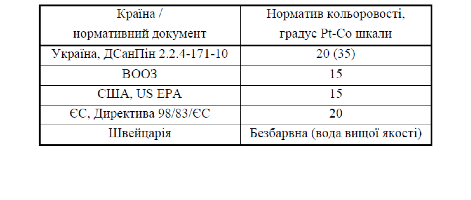 Країна /
нормативний документ
Норматив кольоровості,
градус Pt-Co шкали
Україна, ДСанПін 2.2.4-171-10
20 (35)
ВООЗ
15
США, US EPA
15
ЄС, Директива 98/83/ЄС
20
Швейцарія
Безбарвна (вода вищої якості)